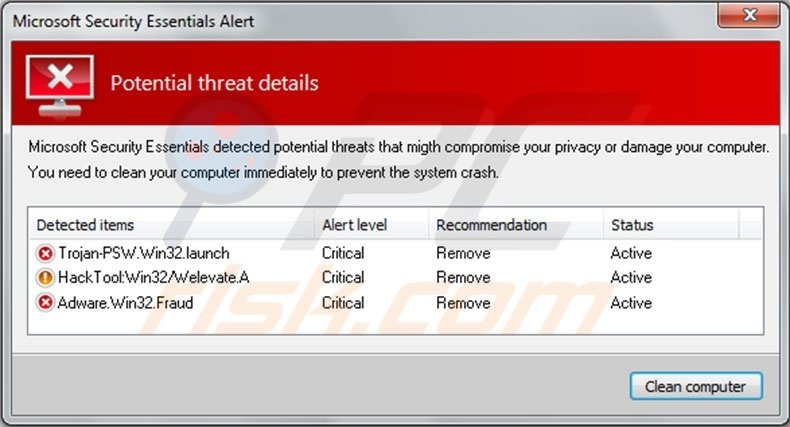 Microsoft Security Essentials Alert
Potential threat details
Microsoft Security Essentials detected potential threats that migth compromise your privacy or damage your computer.
You need to clean your computer immediately to prevent the system crash.
Detected items Alert level Recommendation Status
Trojan-PSW.Win32.launch Critical Remove Active
HackTool:Win32/Welevate.A Critical Remove Active
Adware.Win32.Fraud Critical Remove Active
Clean computer
PC
risk.com